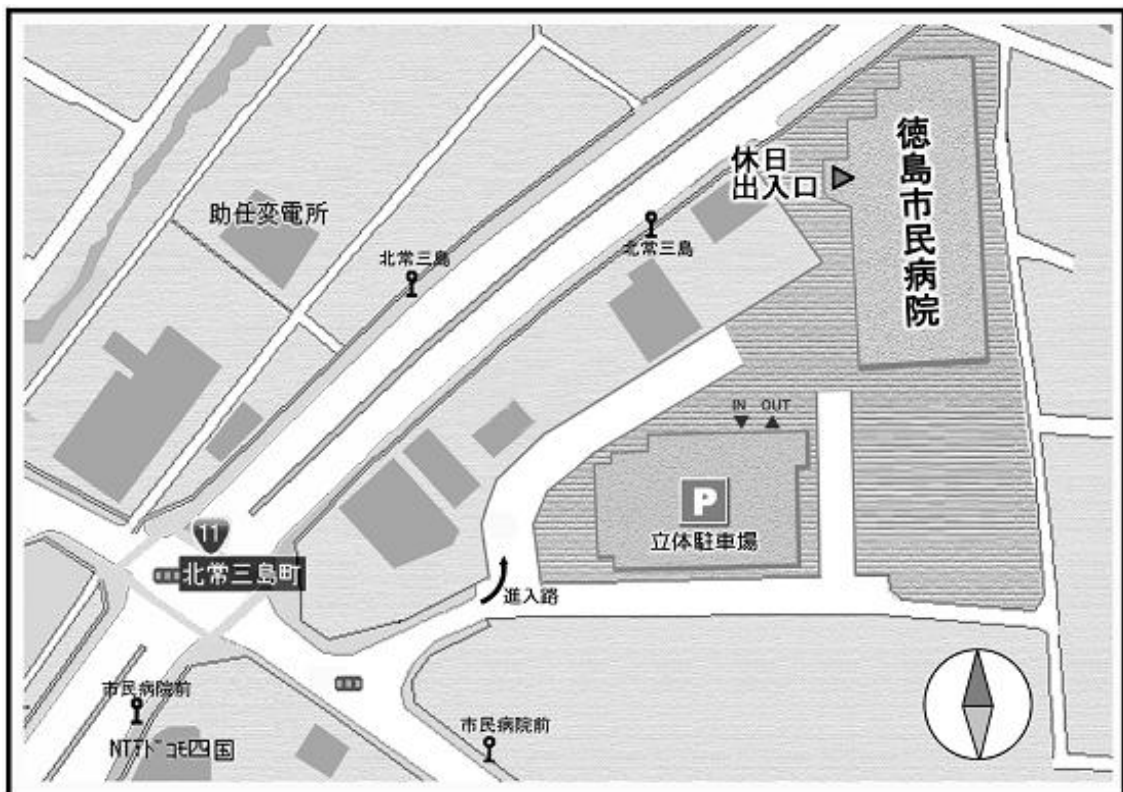 休日
出入口
徳島市民病院
助任変電所
北常三島
北常三島
IN OUT
P
立体駐車場
11
北常三島町
進入路
市民病院前
NTTドコモ四国
市民病院前